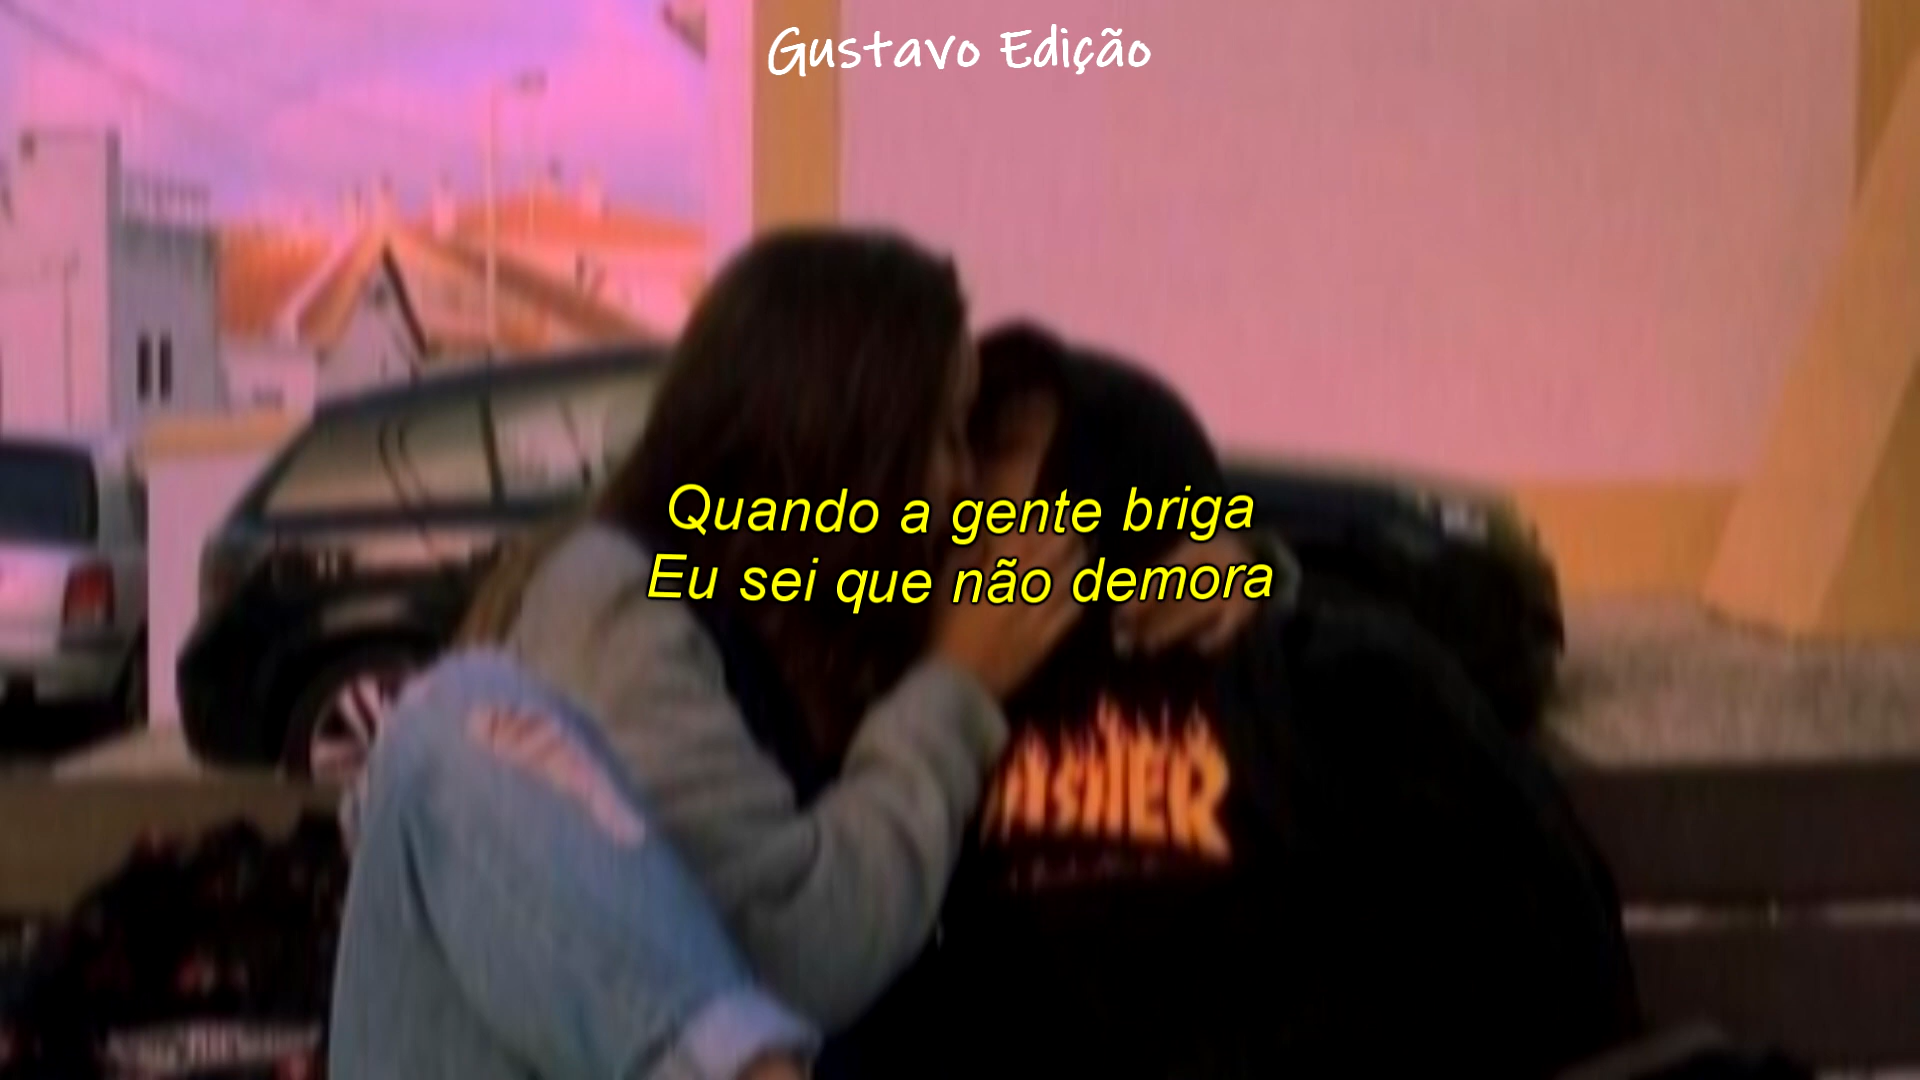 Gustavo Edição
Quando a gente briga
Eu sei que não demora